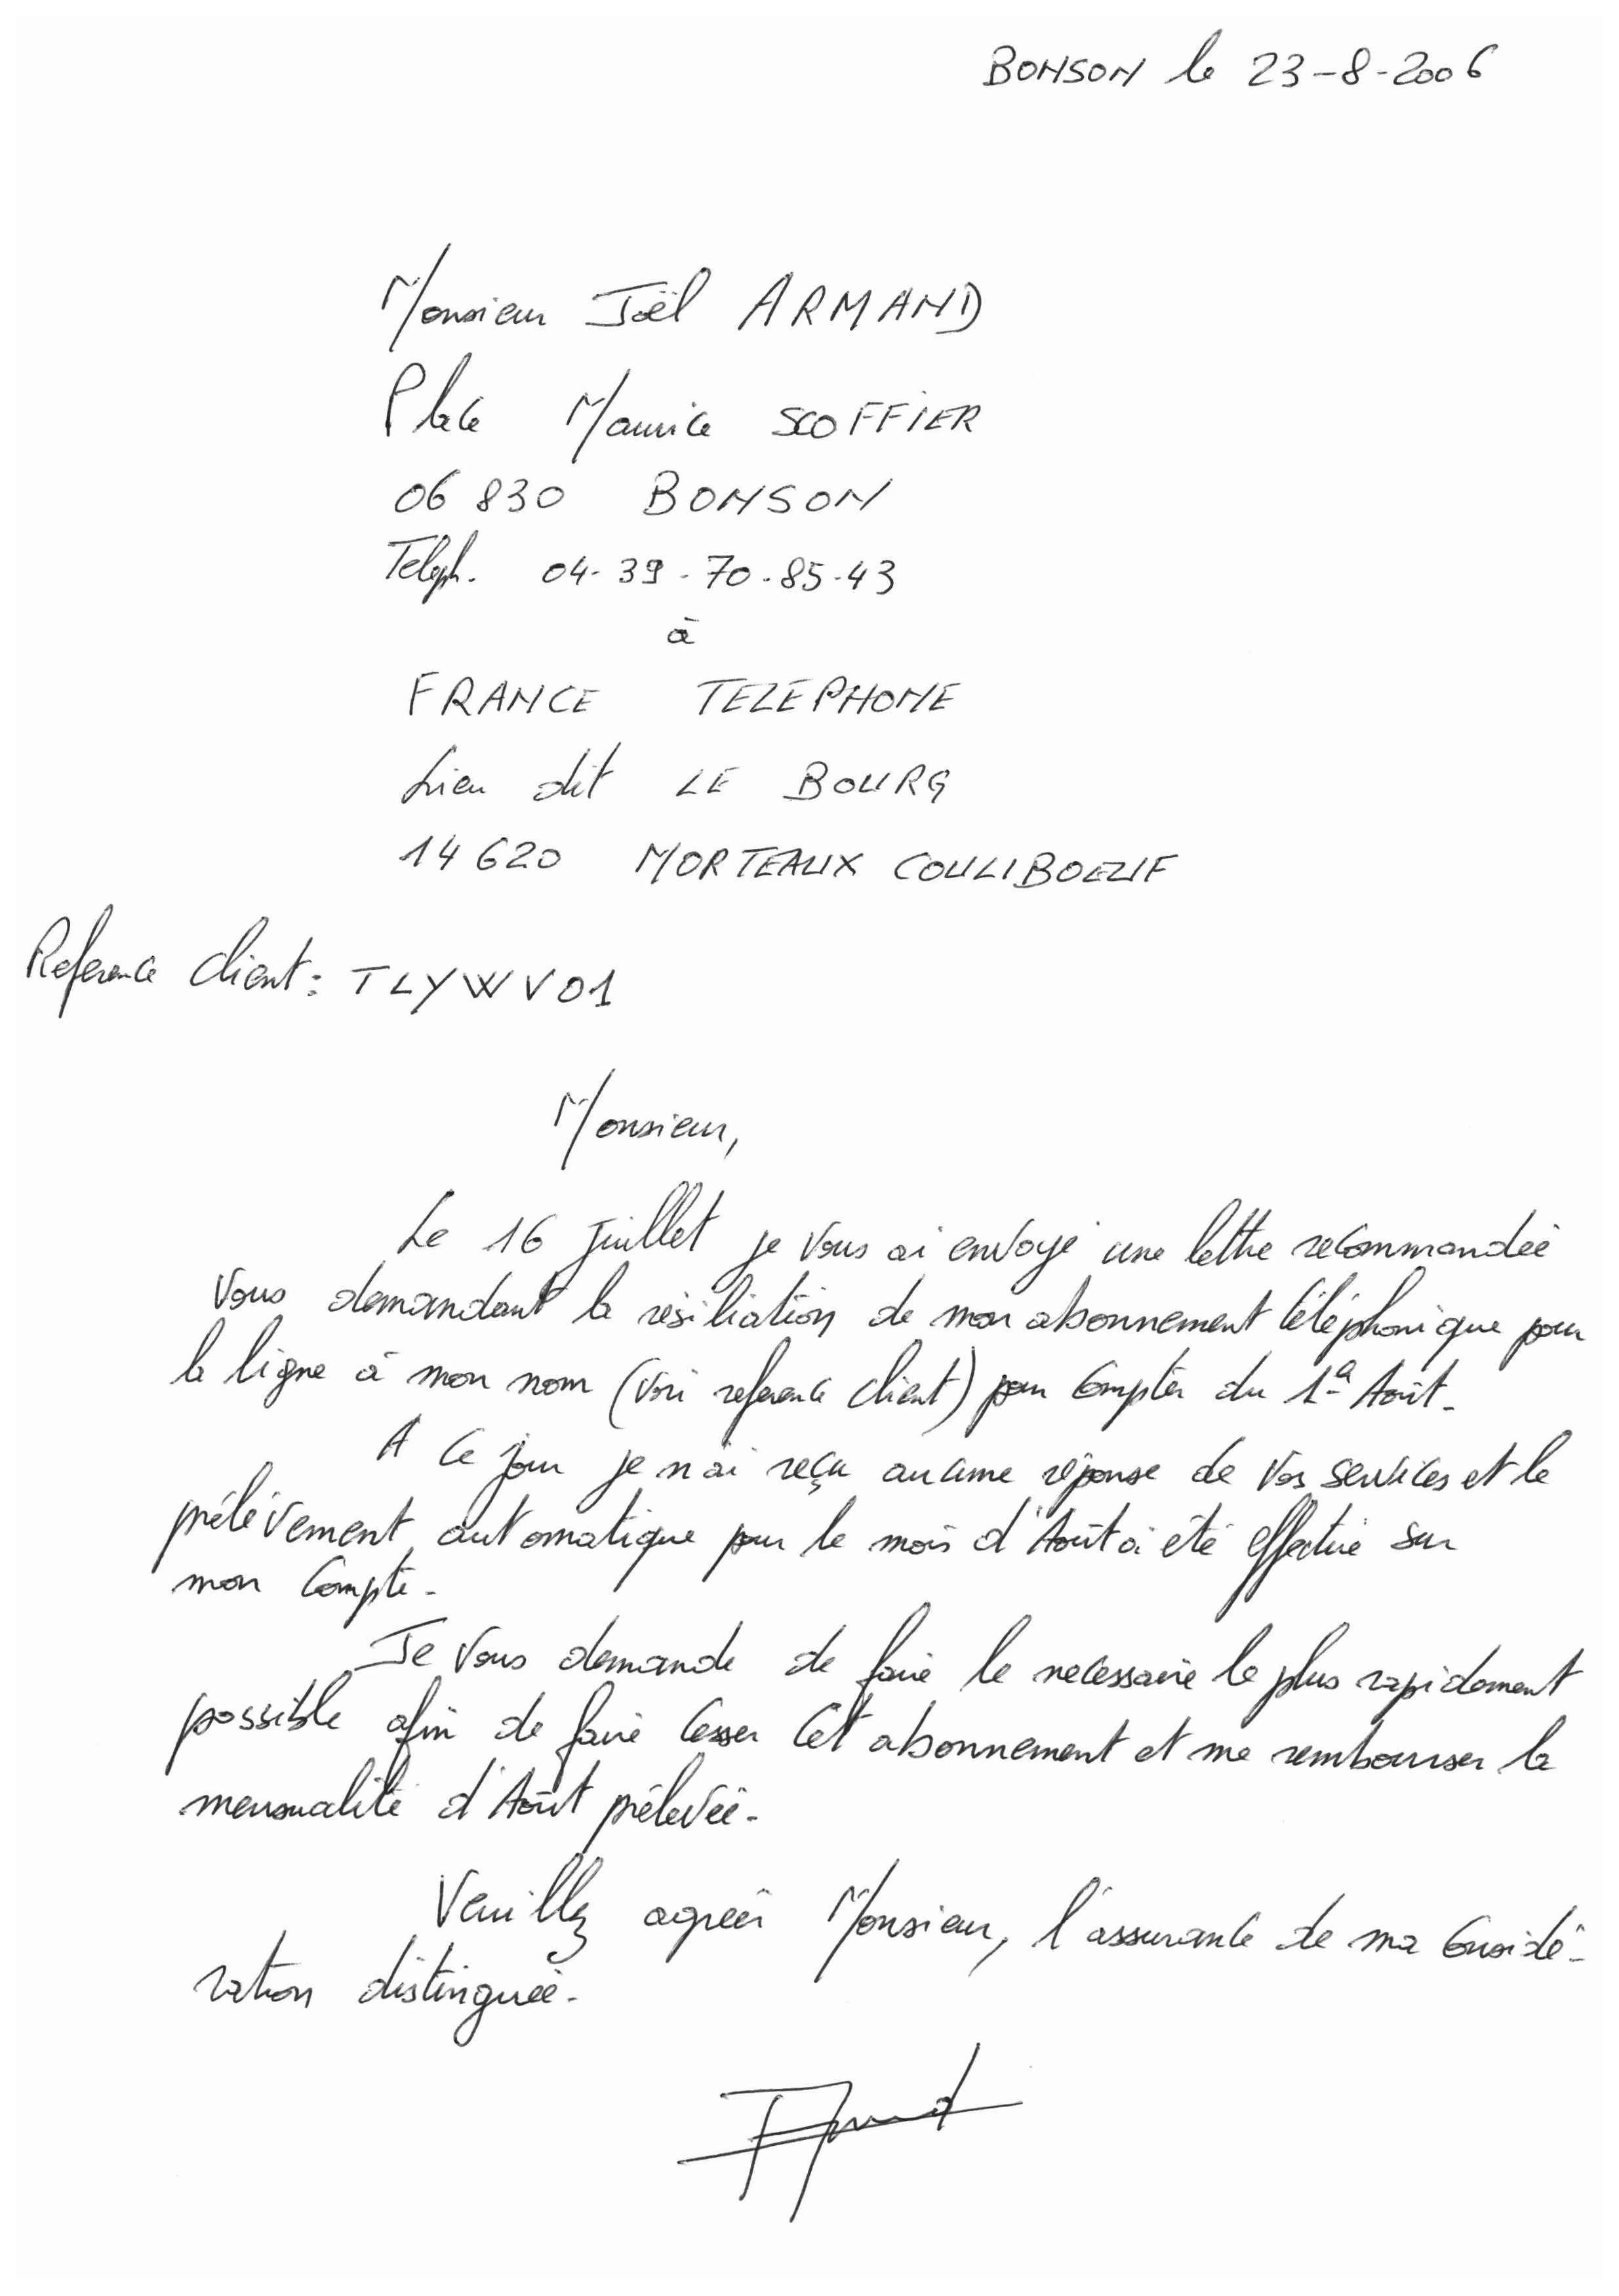 BONSON le 23-8-2006
Monsieur Joël ARMAND
Place Maurice SCOFFIER
06 830 BONSON
Teleph. 04-39-70-85-43
à
FRANCE TELEPHONE
Lieu dit LE BOURG
14 620 MORTEAUX COULIBOEUF
Reference client : TLYWV01
Monsieur,
Le 16 Juillet je vous ai envoyé une lettre recommandée
vous demandant la résiliation de mon abonnement téléphonique pour
la ligne à mon nom (voir reference client) pour compter du 1er Août.
A ce jour je n'ai reçu aucune réponse de vos services et le
prélèvement automatique pour le mois d'Août a été effectué sur
mon compte.
Je vous demande de faire le necessaire le plus rapidement
possible afin de faire cesser cet abonnement et me rembourser la
mensualité d'Août prélevée.
Veuillez agréer Monsieur, l'assurance de ma considé-
ration distinguée.